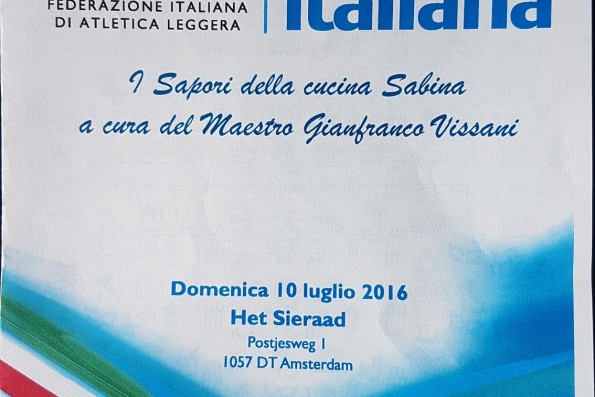 FEDERAZIONE ITALIANA
DI ATLETICA LEGGERA
Italiana
I Sapori della cucina Sabina
a cura del Maestro Gianfranco Vissani
Domenica 10 luglio 2016
Het Sieraad
Postjesweg 1
1057 DT Amsterdam